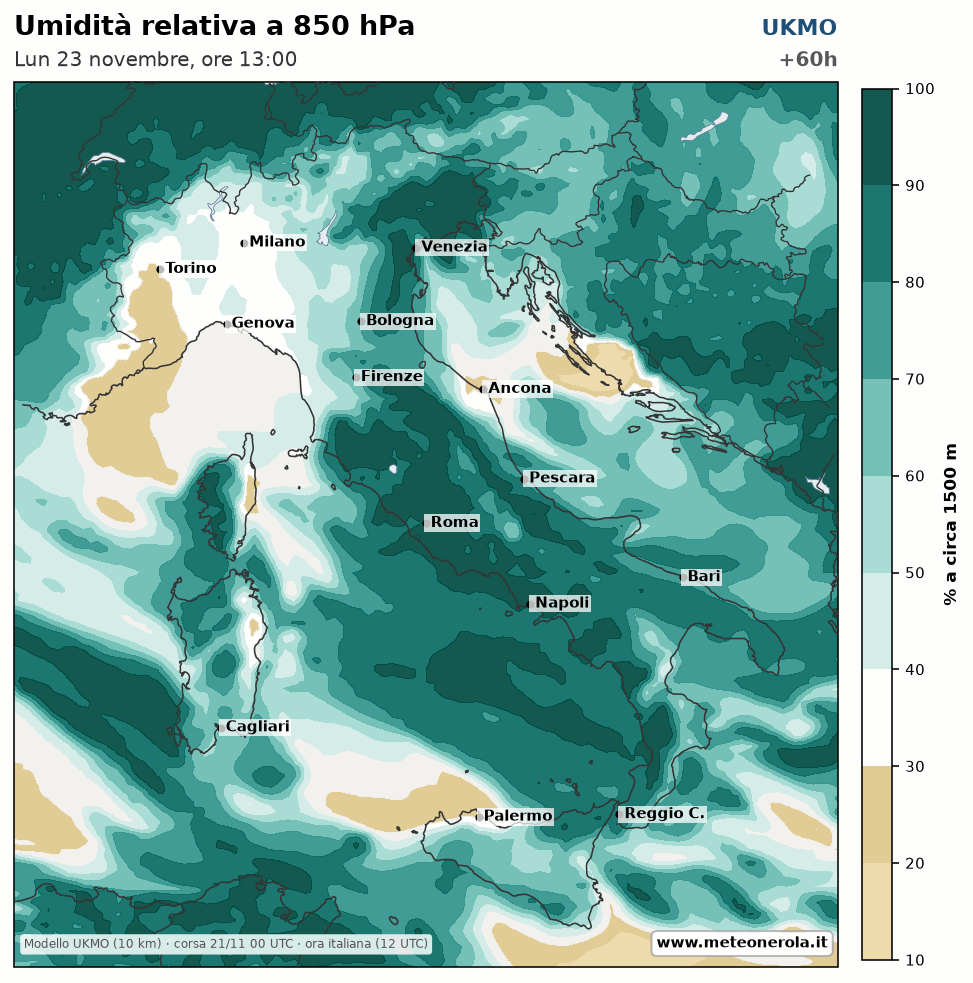 Umidità relativa a 850 hPa
UKMO
Lun 23 novembre, ore 13:00
+60h
100
90
80
70
60
50
40
30
20
10
% a circa 1500 m
Milano
Venezia
Torino
Genova
Bologna
Firenze
Ancona
Pescara
Roma
Bari
Napoli
Cagliari
Palermo
Reggio C.
Modello UKMO (10 km) · corsa 21/11 00 UTC · ora italiana (12 UTC)
www.meteonerola.it